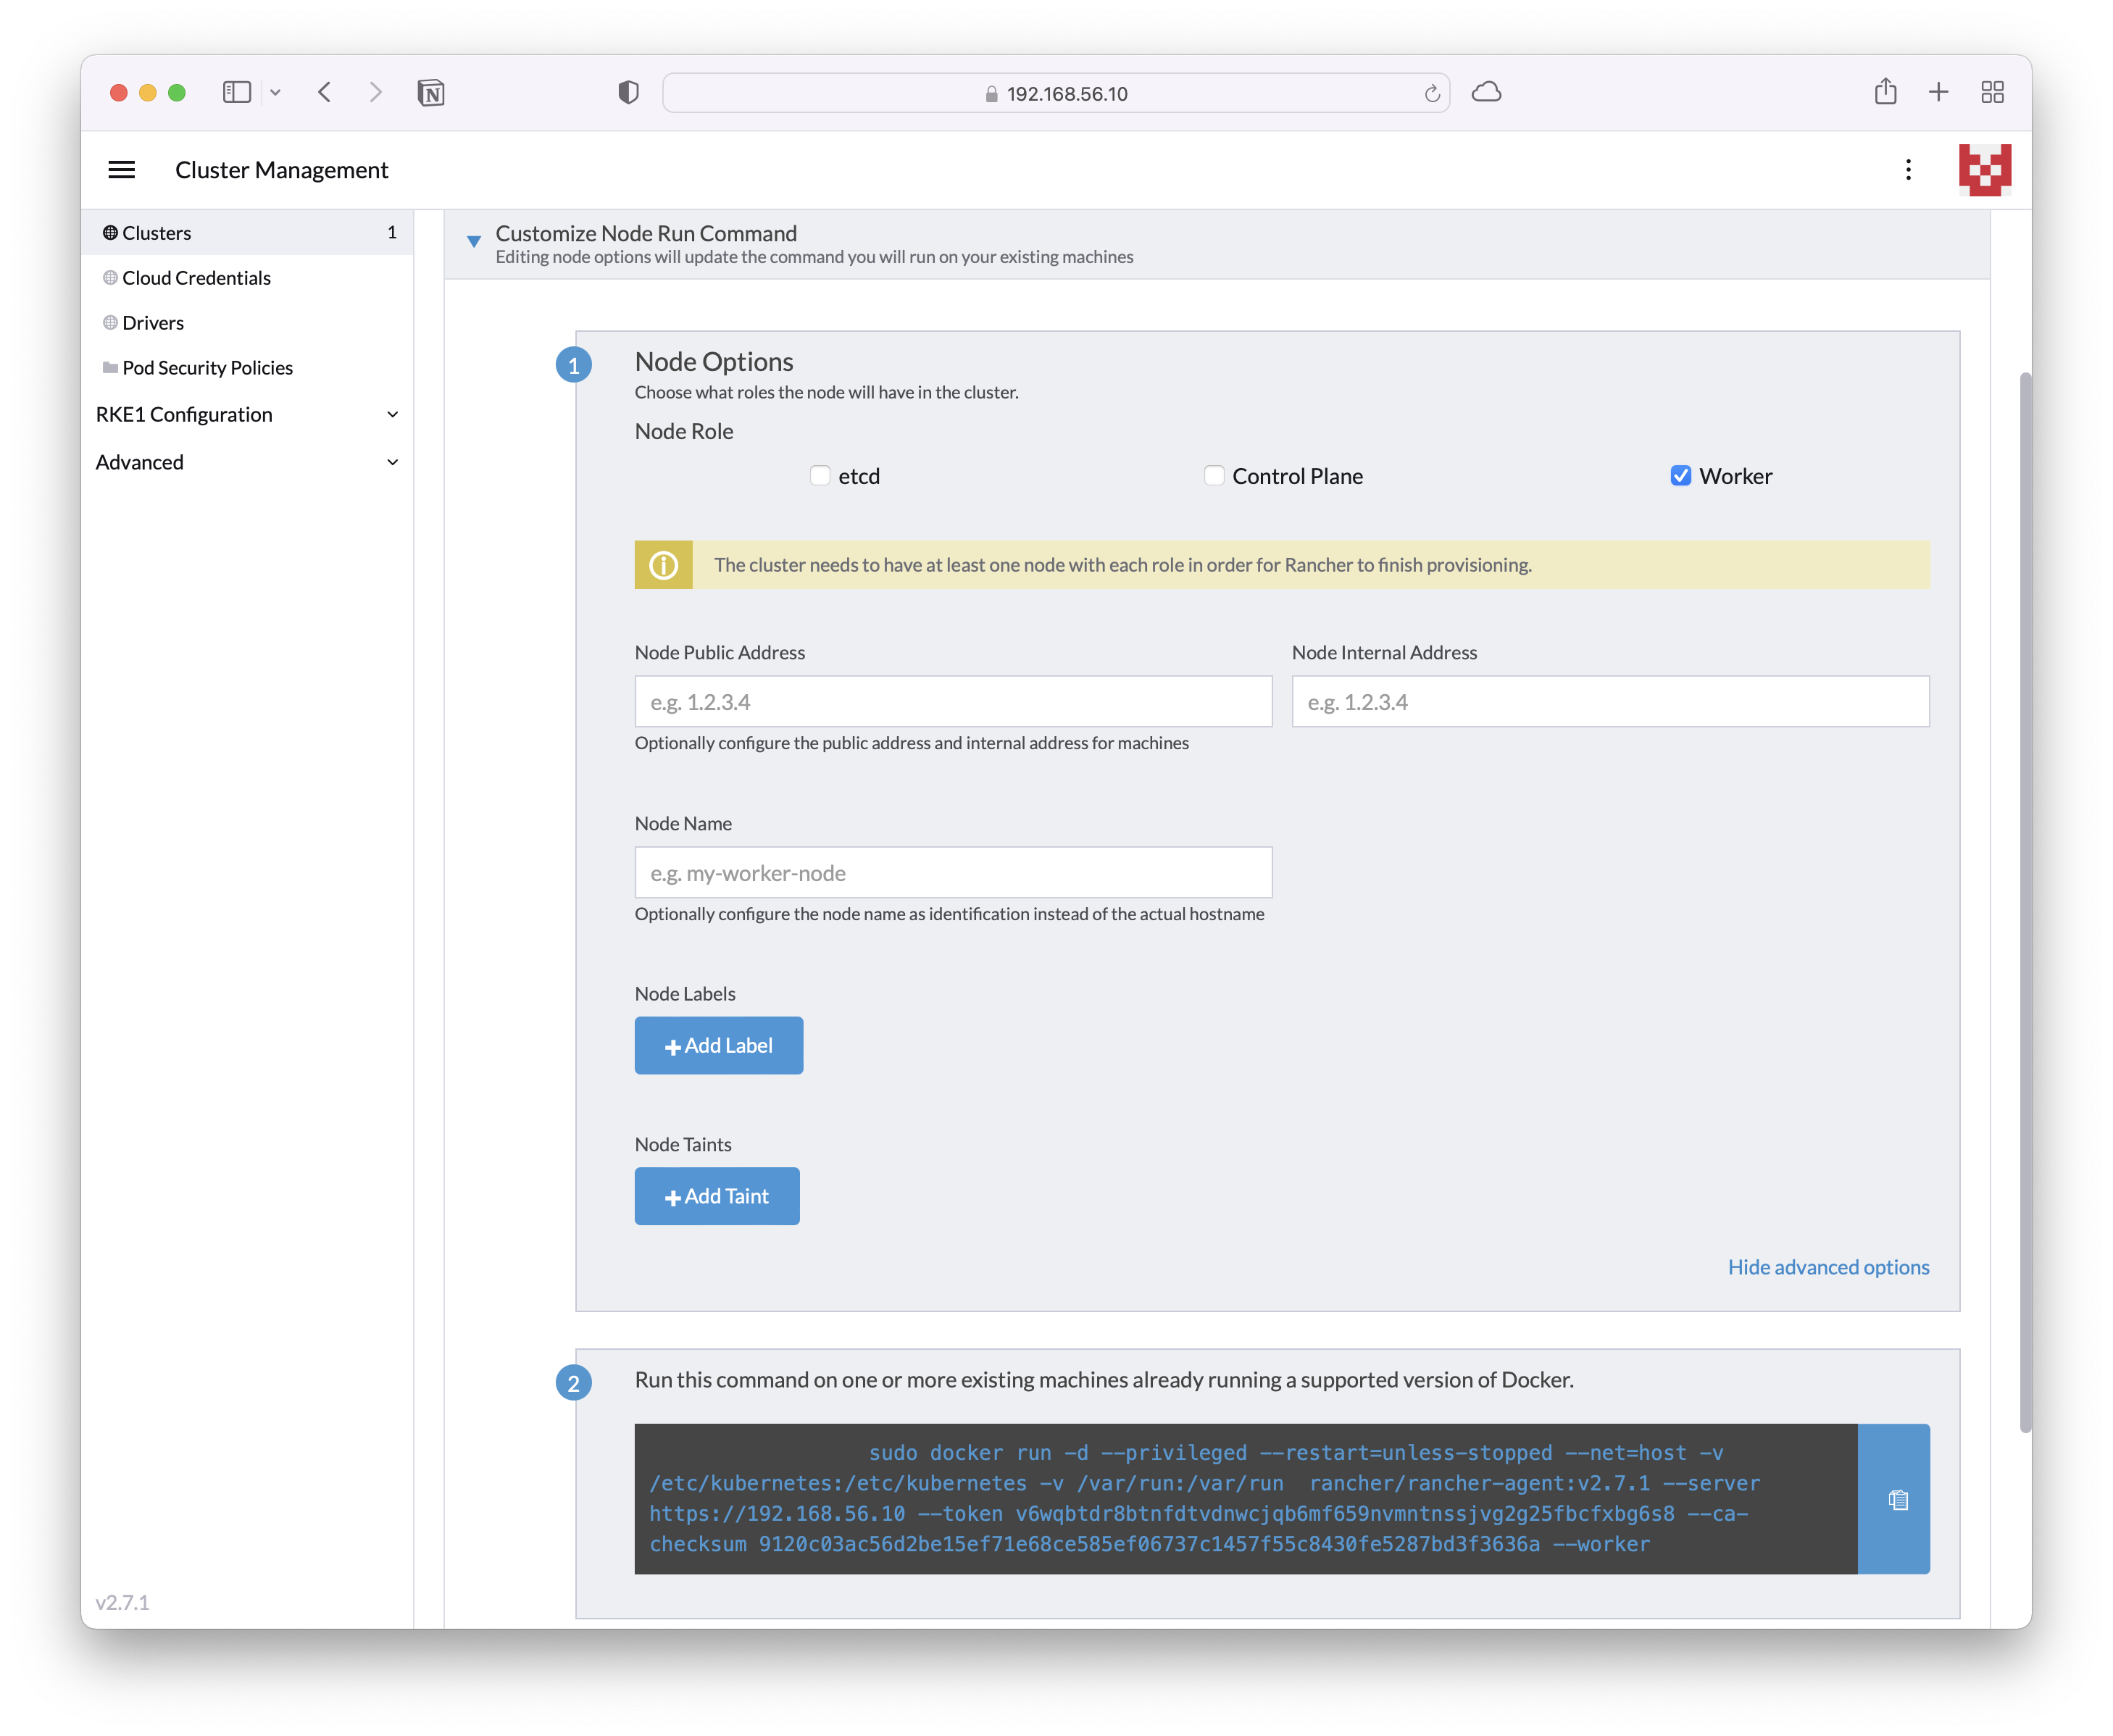 192.168.56.10
Cluster Management
Clusters 1
Cloud Credentials
Drivers
Pod Security Policies
RKE1 Configuration
Advanced
v2.7.1
Customize Node Run Command
Editing node options will update the command you will run on your existing machines
1
Node Options
Choose what roles the node will have in the cluster.
Node Role
etcd Control Plane Worker
The cluster needs to have at least one node with each role in order for Rancher to finish provisioning.
Node Public Address Node Internal Address
e.g. 1.2.3.4 e.g. 1.2.3.4
Optionally configure the public address and internal address for machines
Node Name
e.g. my-worker-node
Optionally configure the node name as identification instead of the actual hostname
Node Labels
+ Add Label
Node Taints
+ Add Taint
Hide advanced options
2
Run this command on one or more existing machines already running a supported version of Docker.
sudo docker run -d --privileged --restart=unless-stopped --net=host -v
/etc/kubernetes:/etc/kubernetes -v /var/run:/var/run  rancher/rancher-agent:v2.7.1 --server
https://192.168.56.10 --token v6wqbtdr8btnfdtvdnwcjqb6mf659nvmntnssjvg2g25fbcfxbg6s8 --ca-
checksum 9120c03ac56d2be15ef71e68ce585ef06737c1457f55c8430fe5287bd3f3636a --worker